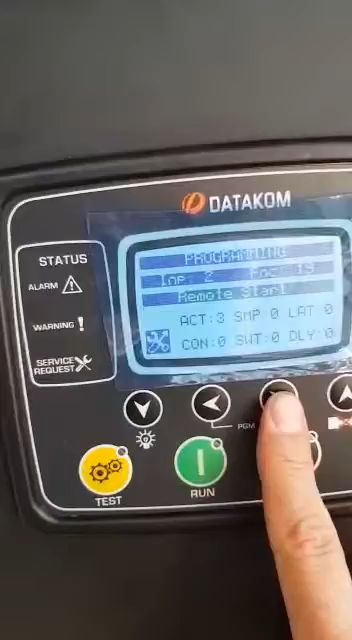 DATAKOM
STATUS
ALARM
WARNING
SERVICE
REQUEST
PROGRAMMING
Inp: 2 Fnc: 19
Remote Start
ACT:3 SMP:0 LAT:0
CON:0 SWT:0 DLY:0
PGM
TEST
RUN